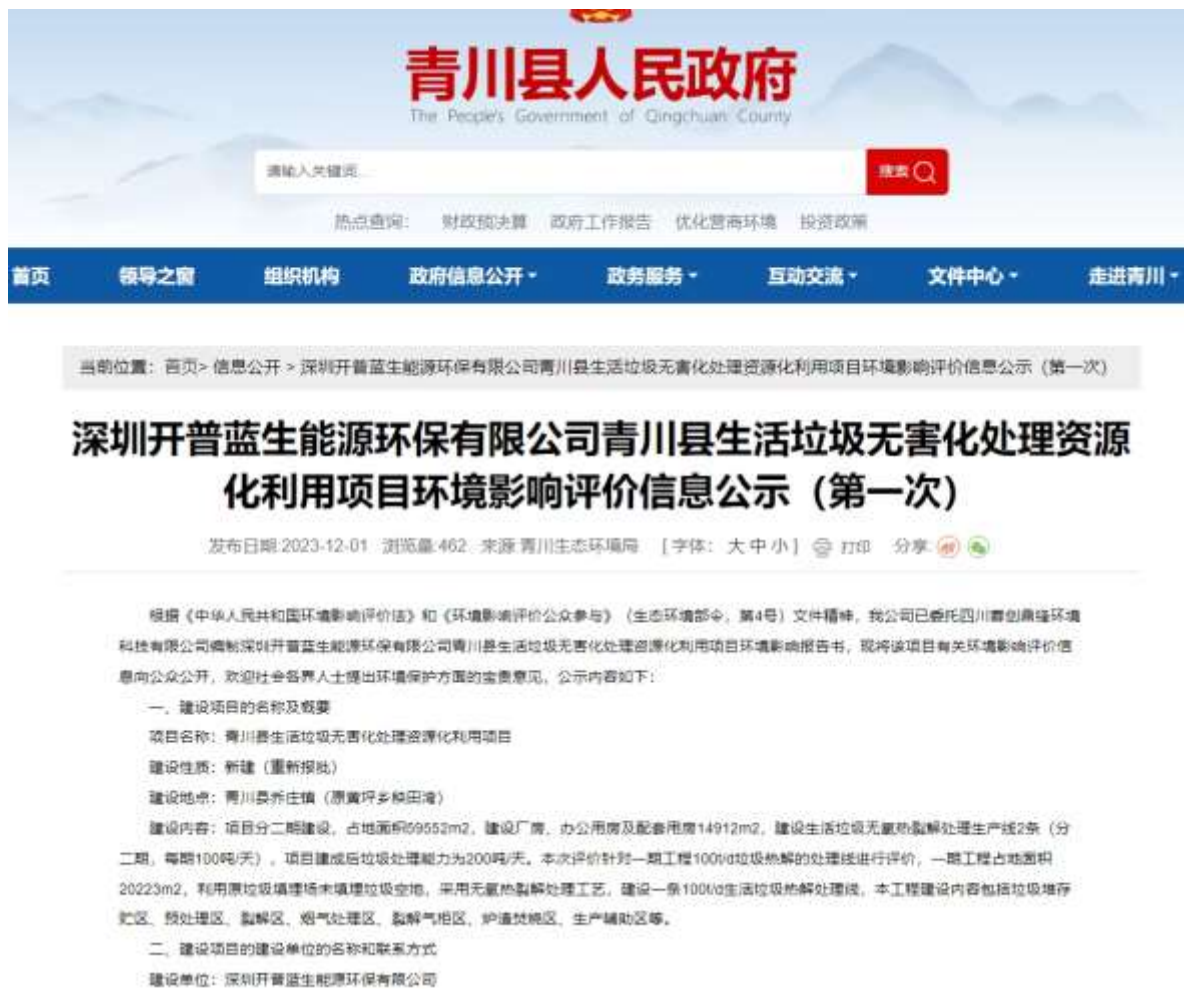 青川县人民政府
The People's Government of Qingchuan County
请输入关键词...
搜索
热点查询： 财政预决算 政府工作报告 优化营商环境 投资政策
首页 领导之窗 组织机构 政府信息公开 政务服务 互动交流 文件中心 走进青川
当前位置：首页> 信息公开 > 深圳开普蓝生能源环保有限公司青川县生活垃圾无害化处理资源化利用项目环境影响评价信息公示（第一次）
深圳开普蓝生能源环保有限公司青川县生活垃圾无害化处理资源
化利用项目环境影响评价信息公示（第一次）
发布日期:2023-12-01 浏览量:462 来源:青川生态环境局 [字体：大 中 小] 打印 分享:
根据《中华人民共和国环境影响评价法》和《环境影响评价公众参与》（生态环境部令，第4号）文件精神，我公司已委托四川首创鼎锋环境
科技有限公司编制深圳开普蓝生能源环保有限公司青川县生活垃圾无害化处理资源化利用项目环境影响报告书，现将该项目有关环境影响评价信
息向公众公开，欢迎社会各界人士提出环境保护方面的宝贵意见，公示内容如下：
一、建设项目的名称及概要
项目名称：青川县生活垃圾无害化处理资源化利用项目
建设性质：新建（重新报批）
建设地点：青川县乔庄镇（原黄坪乡秧田湾）
建设内容：项目分二期建设，占地面积59552m2，建设厂房、办公用房及配套用房14912m2，建设生活垃圾无氧热裂解处理生产线2条（分
二期，每期100吨/天），项目建成后垃圾处理能力为200吨/天。本次评价针对一期工程100t/d垃圾热解的处理线进行评价，一期工程占地面积
20223m2，利用原垃圾填埋场未填埋垃圾空地，采用无氧热裂解处理工艺，建设一条100t/d生活垃圾热解处理线，本工程建设内容包括垃圾堆存
贮区、预处理区、裂解区、烟气处理区、裂解气柜区、炉渣焚烧区、生产辅助区等。
二、建设项目的建设单位的名称和联系方式
建设单位：深圳开普蓝生能源环保有限公司